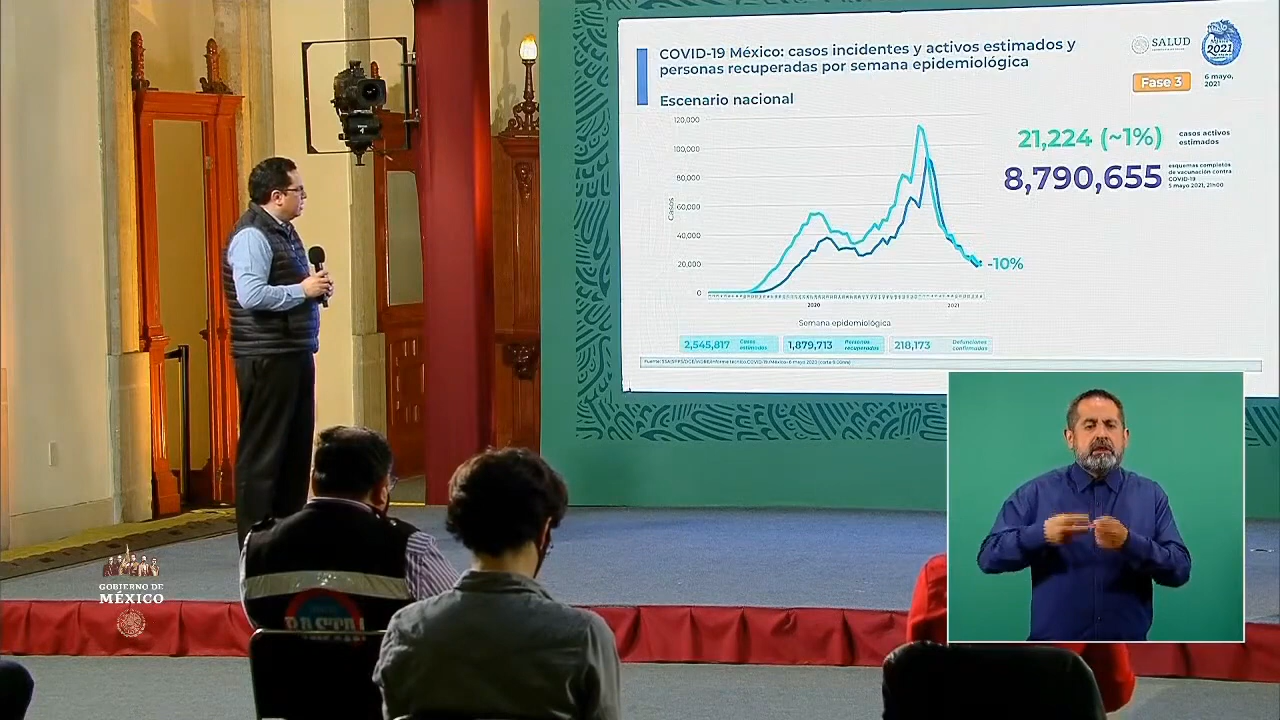 COVID-19 México: casos incidentes y activos estimados y
personas recuperadas por semana epidemiológica
SALUD
2021
Fase 3
6 mayo,
2021
Escenario nacional
120,000
100,000
80,000
60,000
40,000
20,000
0
Casos
2020
2021
Semana epidemiológica
-10%
21,224 (~1%)
casos activos
estimados
8,790,655
esquemas completos
de vacunación contra
COVID-19
5 mayo 2021, 21h00
2,545,817 Casos
estimados
1,879,713 Personas
recuperadas
218,173 Defunciones
confirmadas
GOBIERNO DE
MÉXICO